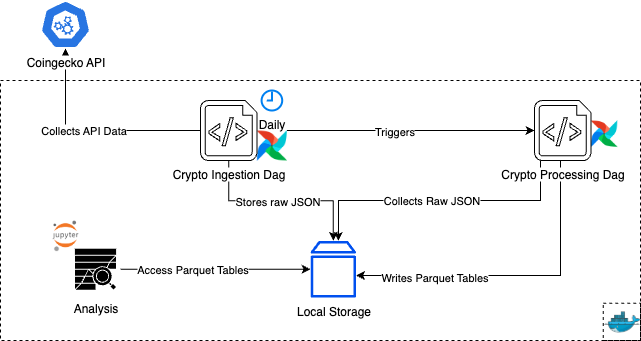 Coingecko API
Daily
Collects API Data
Triggers
Crypto Ingestion Dag
Crypto Processing Dag
Stores raw JSON
Collects Raw JSON
jupyter
Access Parquet Tables
Writes Parquet Tables
Analysis
Local Storage